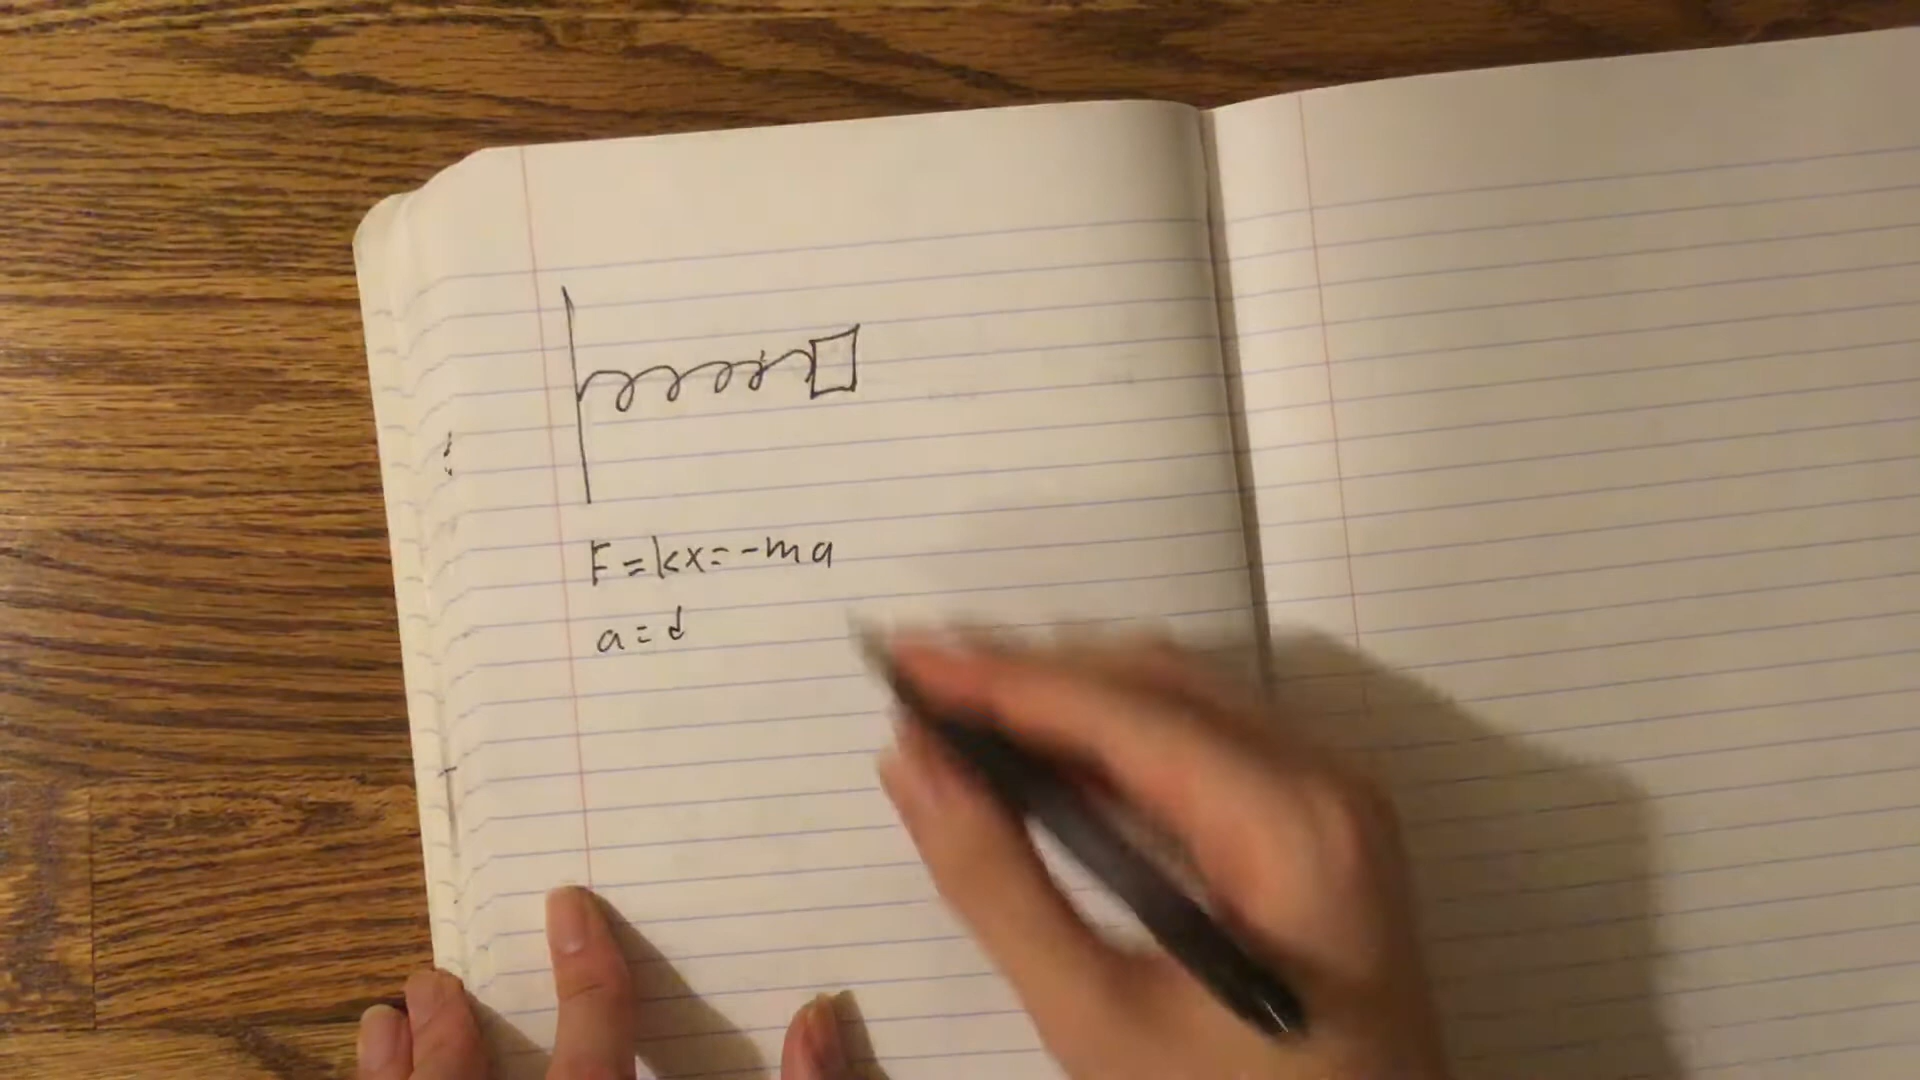 F = kx = -ma
a = d